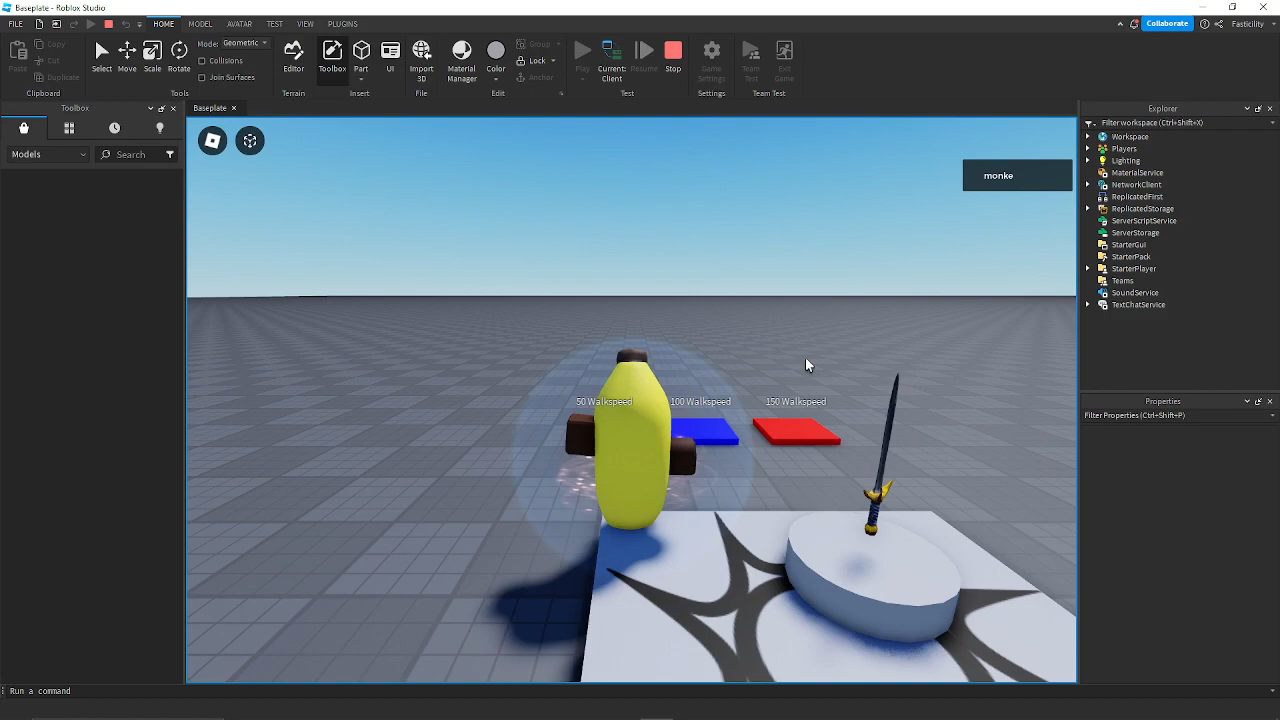 Baseplate - Roblox Studio
FILE HOME MODEL AVATAR TEST VIEW PLUGINS Collaborate Fasticility
Paste Copy Cut Duplicate Select Move Scale Rotate Mode: Geometric Collisions Join Surfaces Editor Toolbox Part UI Import 3D Material Manager Color Group Lock Anchor Play Current: Client Resume Stop Game Settings Team Test Exit Game
Clipboard Tools Terrain Insert File Edit Test Settings Team Test
Toolbox
Models Search
Baseplate ×
monke
50 Walkspeed 100 Walkspeed 150 Walkspeed
Explorer
Filter workspace (Ctrl+Shift+X)
Workspace
Players
Lighting
MaterialService
NetworkClient
ReplicatedFirst
ReplicatedStorage
ServerScriptService
ServerStorage
StarterGui
StarterPack
StarterPlayer
Teams
SoundService
TextChatService
Properties
Filter Properties (Ctrl+Shift+P)
Run a command